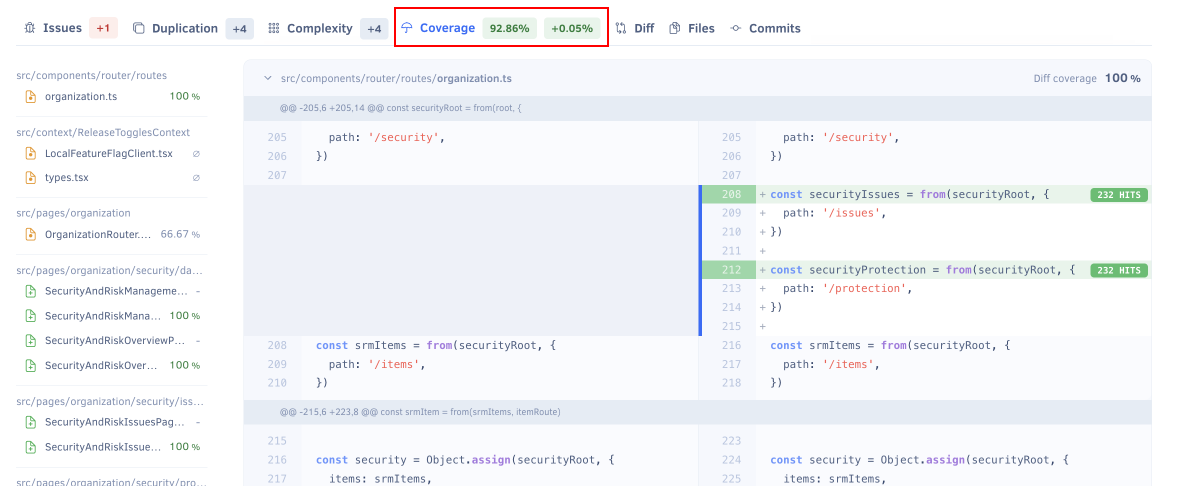 Issues +1 Duplication +4 Complexity +4 Coverage 92.86% +0.05% Diff Files Commits
src/components/router/routes
organization.ts 100 %
src/context/ReleaseTogglesContext
LocalFeatureFlagClient.tsx ∅
types.tsx ∅
src/pages/organization
OrganizationRouter.... 66.67 %
src/pages/organization/security/da...
SecurityAndRiskManageme... -
SecurityAndRiskMana... 100 %
SecurityAndRiskOverviewP... -
SecurityAndRiskOver... 100 %
src/pages/organization/security/iss...
SecurityAndRiskIssuesPag... -
SecurityAndRiskIssue... 100 %
src/pages/organization/security/pro...
src/components/router/routes/organization.ts Diff coverage 100 %
@@ -205,6 +205,14 @@ const securityRoot = from(root, {
205 path: '/security', 205 path: '/security',
206 }) 206 })
207 207
208 + const securityIssues = from(securityRoot, { 232 HITS
209 + path: '/issues',
210 + })
211 +
212 + const securityProtection = from(securityRoot, { 232 HITS
213 + path: '/protection',
214 + })
215 +
208 const srmItems = from(securityRoot, { 216 const srmItems = from(securityRoot, {
209 path: '/items', 217 path: '/items',
210 }) 218 })
@@ -215,6 +223,8 @@ const srmItem = from(srmItems, itemRoute)
215 223
216 const security = Object.assign(securityRoot, { 224 const security = Object.assign(securityRoot, {
217 items: srmItems, 225 items: srmItems,